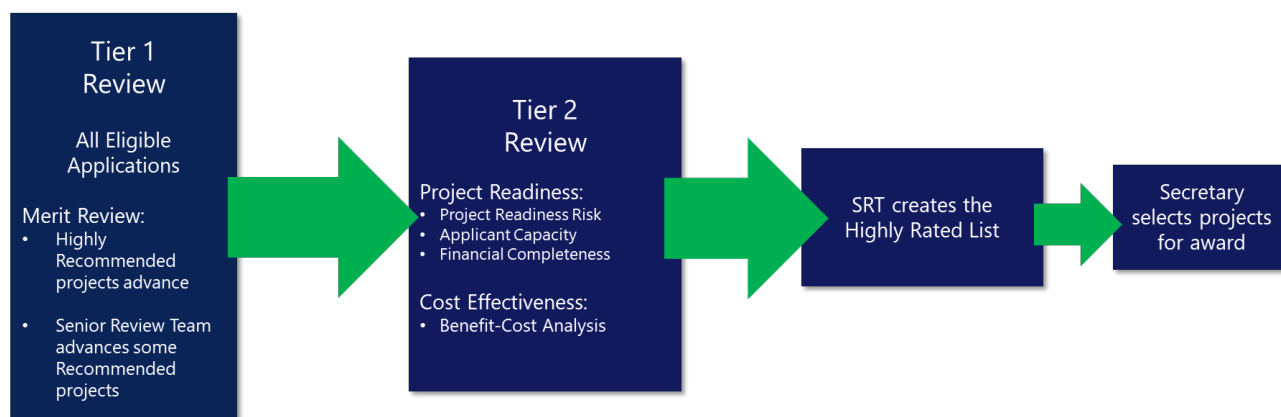 Tier 1
Review
All Eligible
Applications
Merit Review:
• Highly
Recommended
projects advance
• Senior Review Team
advances some
Recommended
projects
Tier 2
Review
Project Readiness:
• Project Readiness Risk
• Applicant Capacity
• Financial Completeness
Cost Effectiveness:
• Benefit-Cost Analysis
SRT creates the
Highly Rated List
Secretary
selects projects
for award